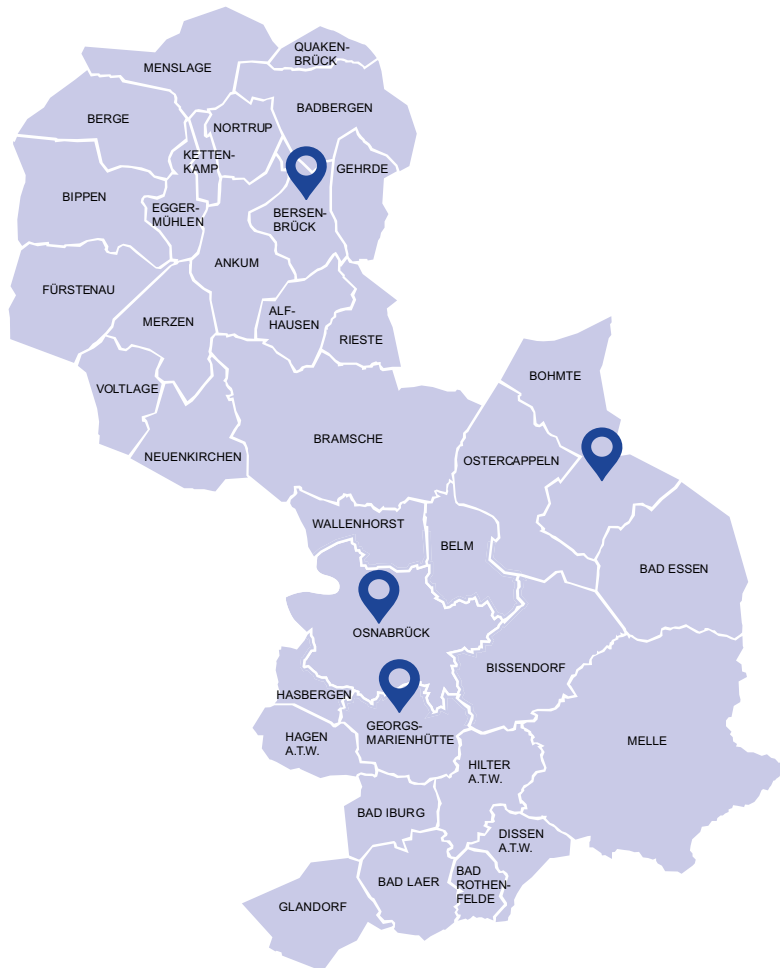 QUAKEN-
BRÜCK
MENSLAGE
BADBERGEN
BERGE
NORTRUP
KETTEN-
KAMP
GEHRDE
BIPPEN
EGGER-
MÜHLEN
BERSEN-
BRÜCK
ANKUM
FÜRSTENAU
MERZEN
ALF-
HAUSEN
RIESTE
VOLTLAGE
BOHMTE
BRAMSCHE
NEUENKIRCHEN
OSTERCAPPELN
WALLENHORST
BELM
BAD ESSEN
OSNABRÜCK
BISSENDORF
HASBERGEN
GEORGS-
MARIENHÜTTE
HAGEN
A.T.W.
MELLE
HILTER
A.T.W.
BAD IBURG
DISSEN
A.T.W.
BAD LAER
BAD
ROTHEN-
FELDE
GLANDORF